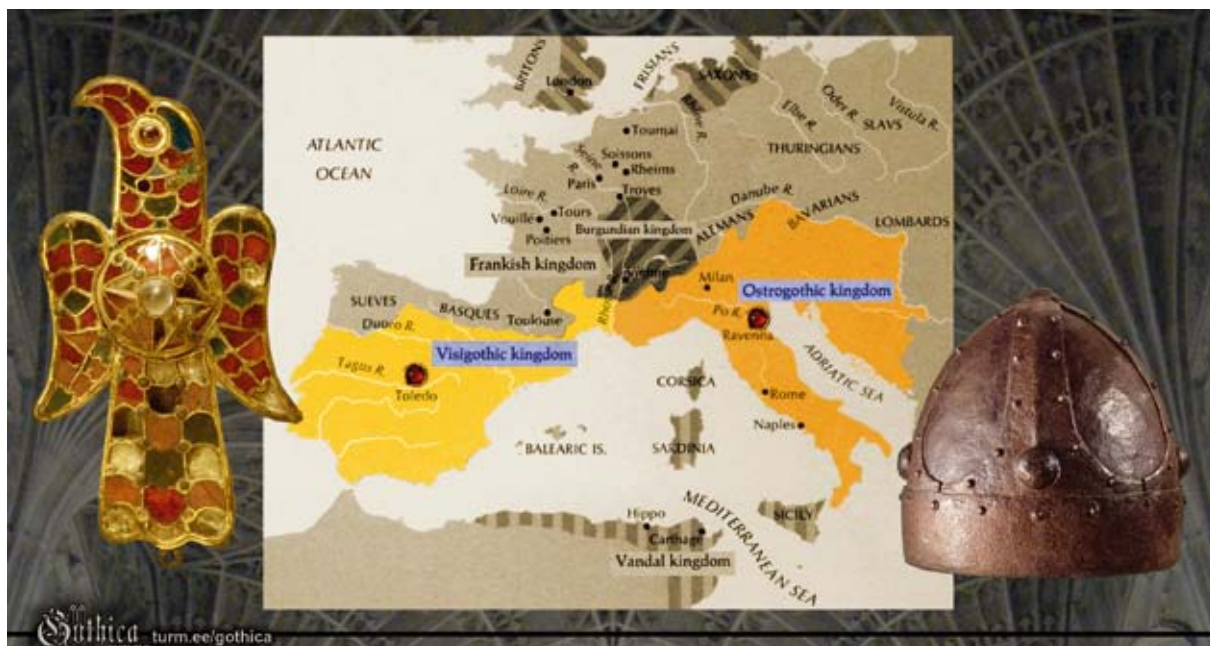 BRITONS
London
FRISIANS
SAXONS
Rhine R.
Elbe R.
Oder R.
Vistula R.
SLAVS
ATLANTIC
OCEAN
Tournai
THURINGIANS
Soissons
Rheims
Seine R.
Paris
Troyes
Loire R.
Danube R.
Vouillé
Tours
Poitiers
Burgundian kingdom
ALEMANS
BAVARIANS
LOMBARDS
Frankish kingdom
Vienne
Milan
Ostrogothic kingdom
SUEVES
BASQUES
Toulouse
Po R.
Ravenna
Duoro R.
Visigothic kingdom
Tagus R.
Toledo
ADRIATIC SEA
CORSICA
Rome
Naples
BALEARIC IS.
SARDINIA
MEDITERRANEAN SEA
Hippo
SICILY
Carthage
Vandal kingdom
Gothica turm.ee/gothica